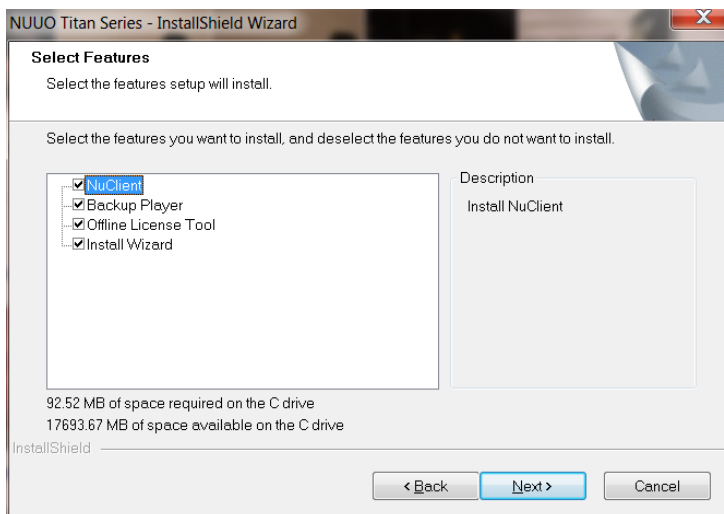 NUUO Titan Series - InstallShield Wizard
Select Features
Select the features setup will install.
Select the features you want to install, and deselect the features you do not want to install.
NuClient
Backup Player
Offline License Tool
Install Wizard
Description
Install NuClient
92.52 MB of space required on the C drive
17693.67 MB of space available on the C drive
InstallShield
< Back
Next >
Cancel